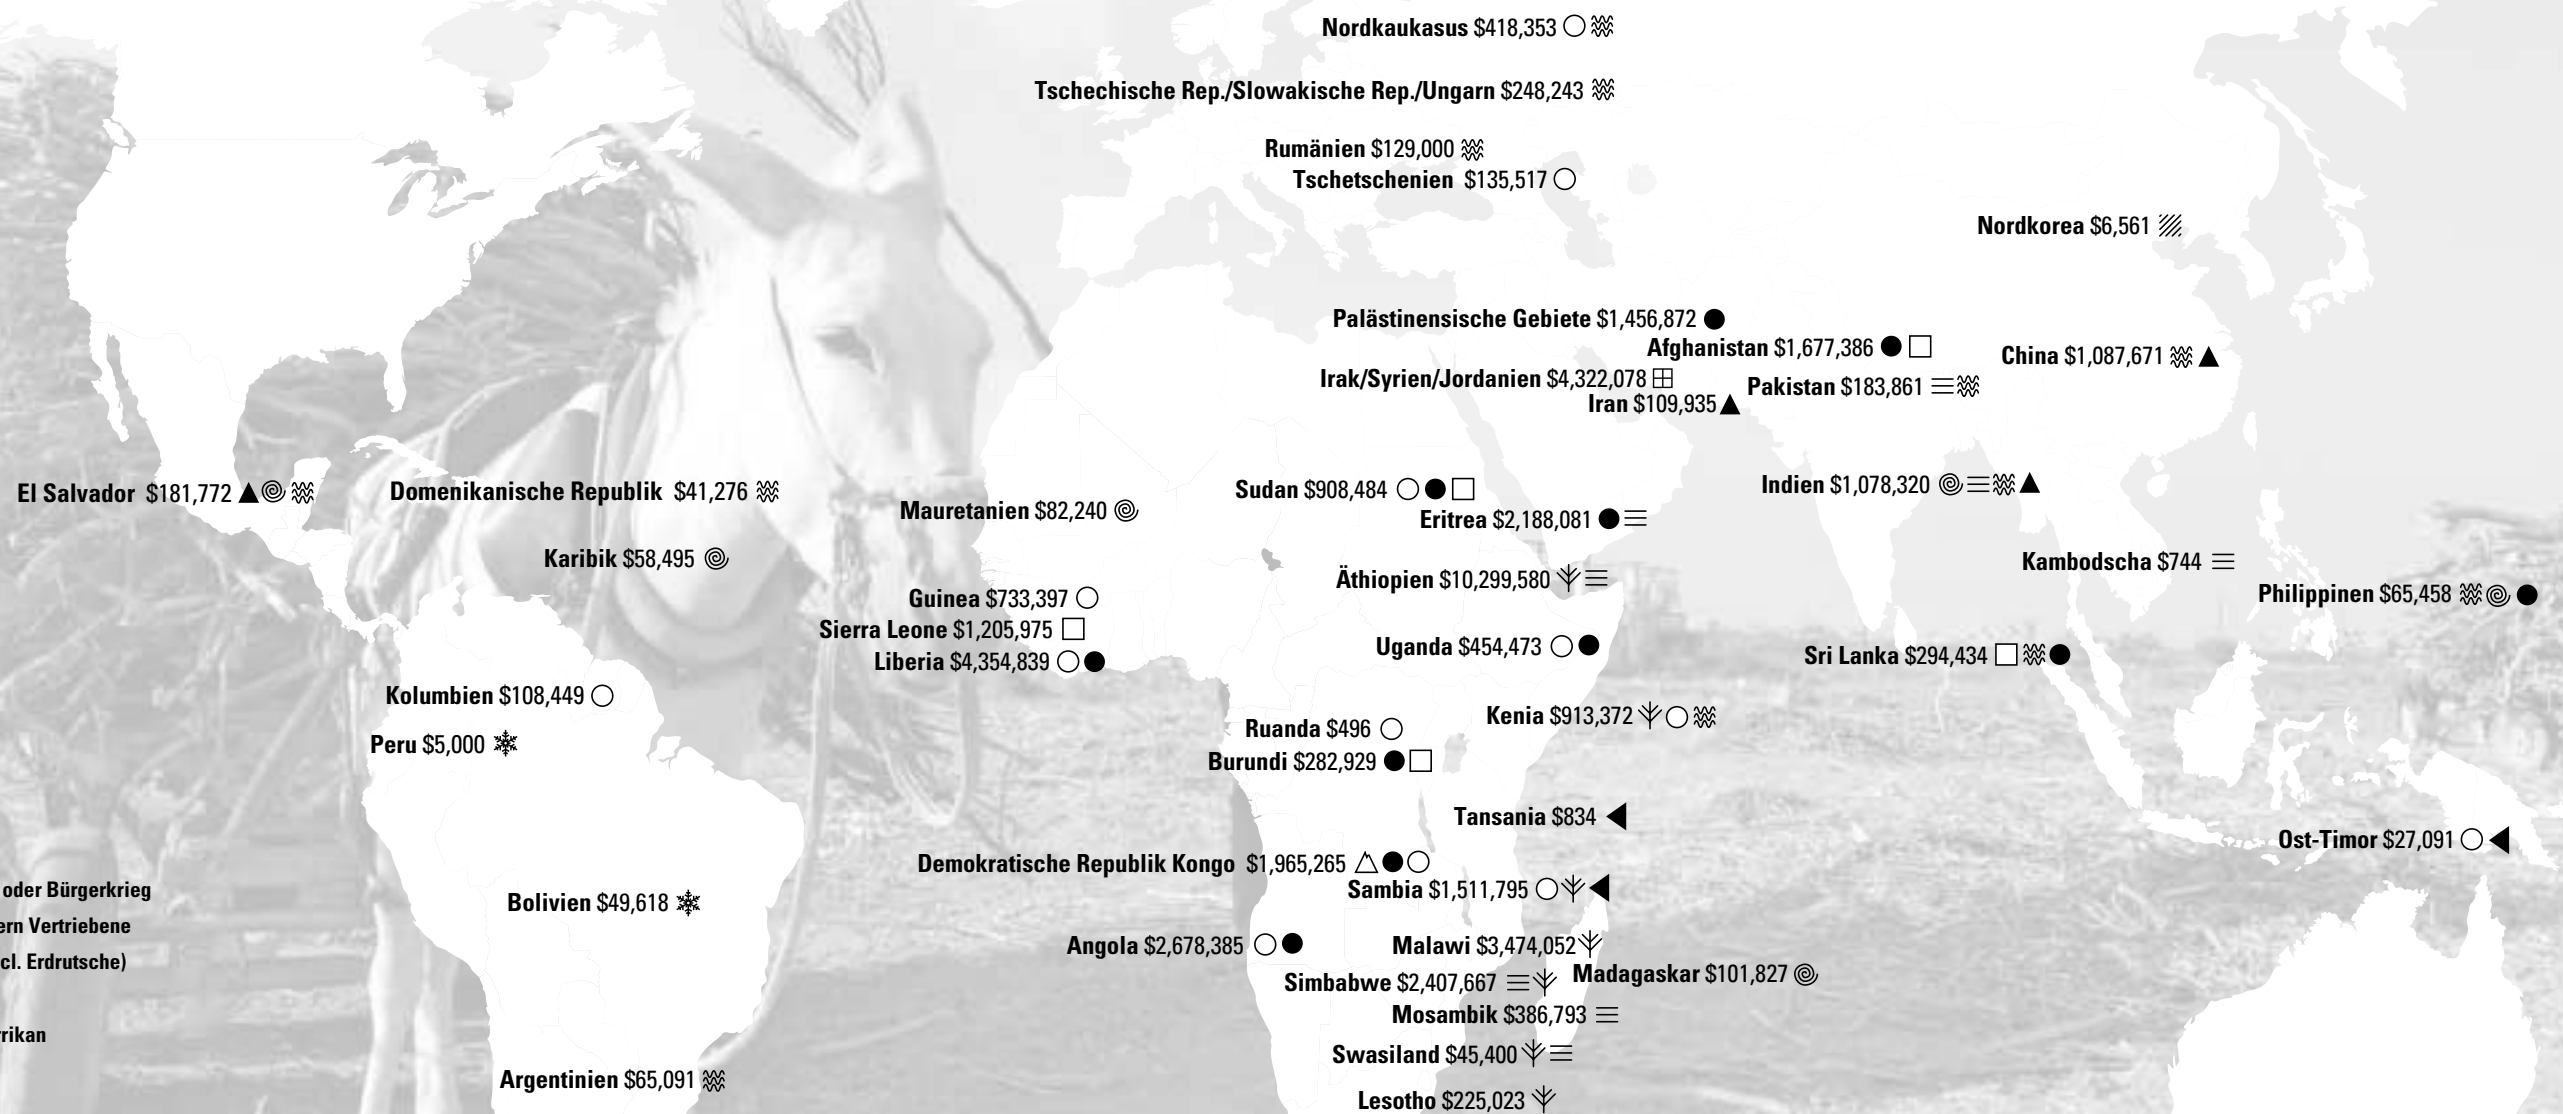 Nordkaukasus $418,353
Tschechische Rep./Slowakische Rep./Ungarn $248,243
Rumänien $129,000
Tschetschenien $135,517
Nordkorea $6,561
Palästinensische Gebiete $1,456,872
Afghanistan $1,677,386
China $1,087,671
Irak/Syrien/Jordanien $4,322,078
Pakistan $183,861
Iran $109,935
El Salvador $181,772
Domenikanische Republik $41,276
Mauretanien $82,240
Sudan $908,484
Indien $1,078,320
Eritrea $2,188,081
Karibik $58,495
Kambodscha $744
Äthiopien $10,299,580
Philippinen $65,458
Guinea $733,397
Sierra Leone $1,205,975
Uganda $454,473
Liberia $4,354,839
Sri Lanka $294,434
Kolumbien $108,449
Kenia $913,372
Ruanda $496
Peru $5,000
Burundi $282,929
Tansania $834
Ost-Timor $27,091
Demokratische Republik Kongo $1,965,265
oder Bürgerkrieg
Sambia $1,511,795
Bolivien $49,618
ern Vertriebene
Angola $2,678,385
Malawi $3,474,052
cl. Erdrutsche)
Madagaskar $101,827
Simbabwe $2,407,667
Mosambik $386,793
rikan
Swasiland $45,400
Argentinien $65,091
Lesotho $225,023